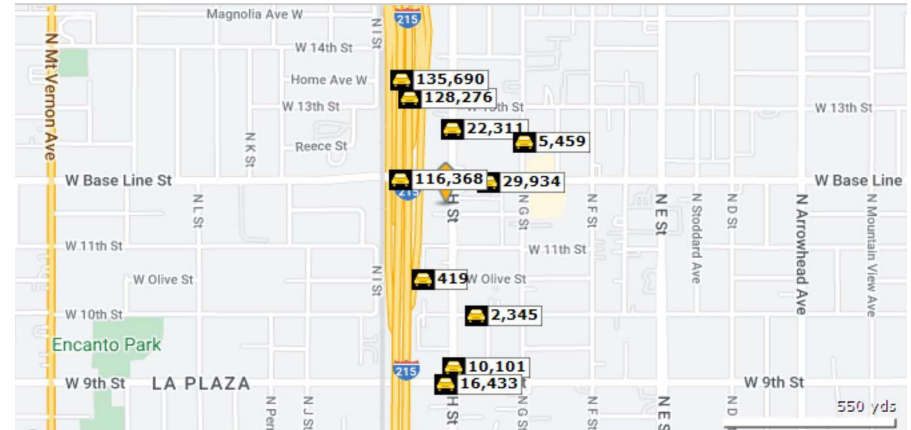 Magnolia Ave W
215
N I St
N Mt Vernon Ave
W 14th St
Home Ave W
135,690
128,276
W 13th St
W 13th St
22,311
5,459
N K St
Reece St
W Base Line St
116,368
29,934
W Base Line
215
H St
N L St
N G St
N F St
N E St
N Stoddard Ave
N D St
N Arrowhead Ave
N Mountain View Ave
W 11th St
W 11th St
W Olive St
N I St
419
W Olive St
W 10th St
2,345
Encanto Park
215
10,101
W 9th St
LA PLAZA
16,433
W 9th St
N Per
N J St
H St
N G St
N F St
N E S
N D
550 yds